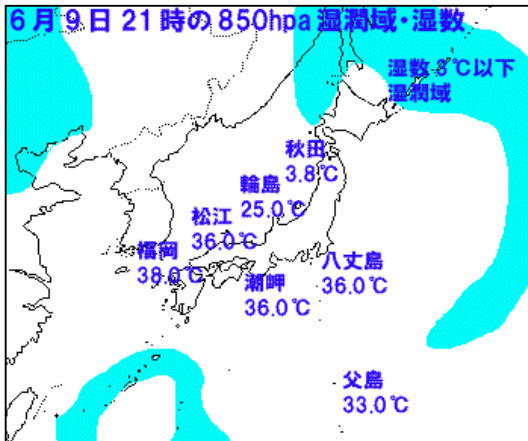 6月9日21時の850hpa湿潤域・湿数
湿数3℃以下
湿潤域
秋田
3.8℃
輪島
25.0℃
松江
36.0℃
福岡
38.0℃
潮岬
36.0℃
八丈島
36.0℃
父島
33.0℃